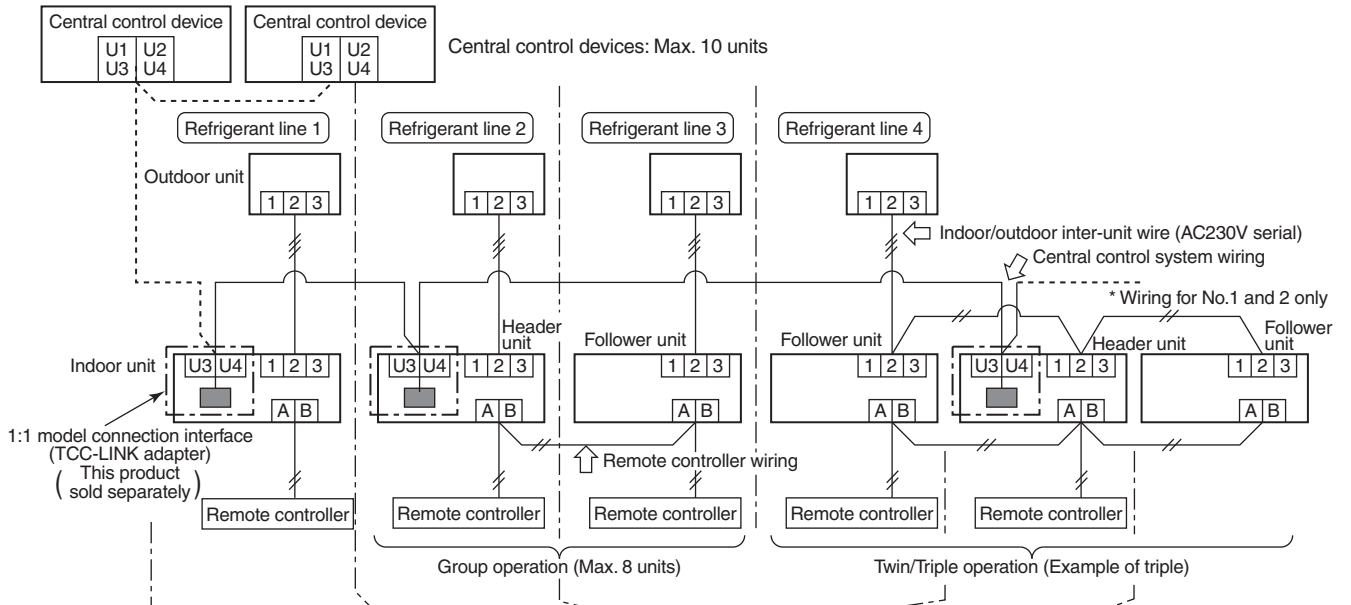 Central control device
U1 U2
U3 U4
Central control device
U1 U2
U3 U4
Central control devices: Max. 10 units
Refrigerant line 1
Refrigerant line 2
Refrigerant line 3
Refrigerant line 4
Outdoor unit
1 2 3
1 2 3
1 2 3
1 2 3
Indoor/outdoor inter-unit wire (AC230V serial)
Central control system wiring
* Wiring for No.1 and 2 only
Indoor unit
U3 U4
1 2 3
A B
Header
unit
U3 U4
1 2 3
A B
Follower unit
1 2 3
A B
Follower unit
1 2 3
A B
Header unit
U3 U4
1 2 3
A B
Follower
unit
1 2 3
A B
1:1 model connection interface
(TCC-LINK adapter)
( This product
sold separately )
Remote controller wiring
Remote controller
Remote controller
Remote controller
Remote controller
Remote controller
Group operation (Max. 8 units)
Twin/Triple operation (Example of triple)